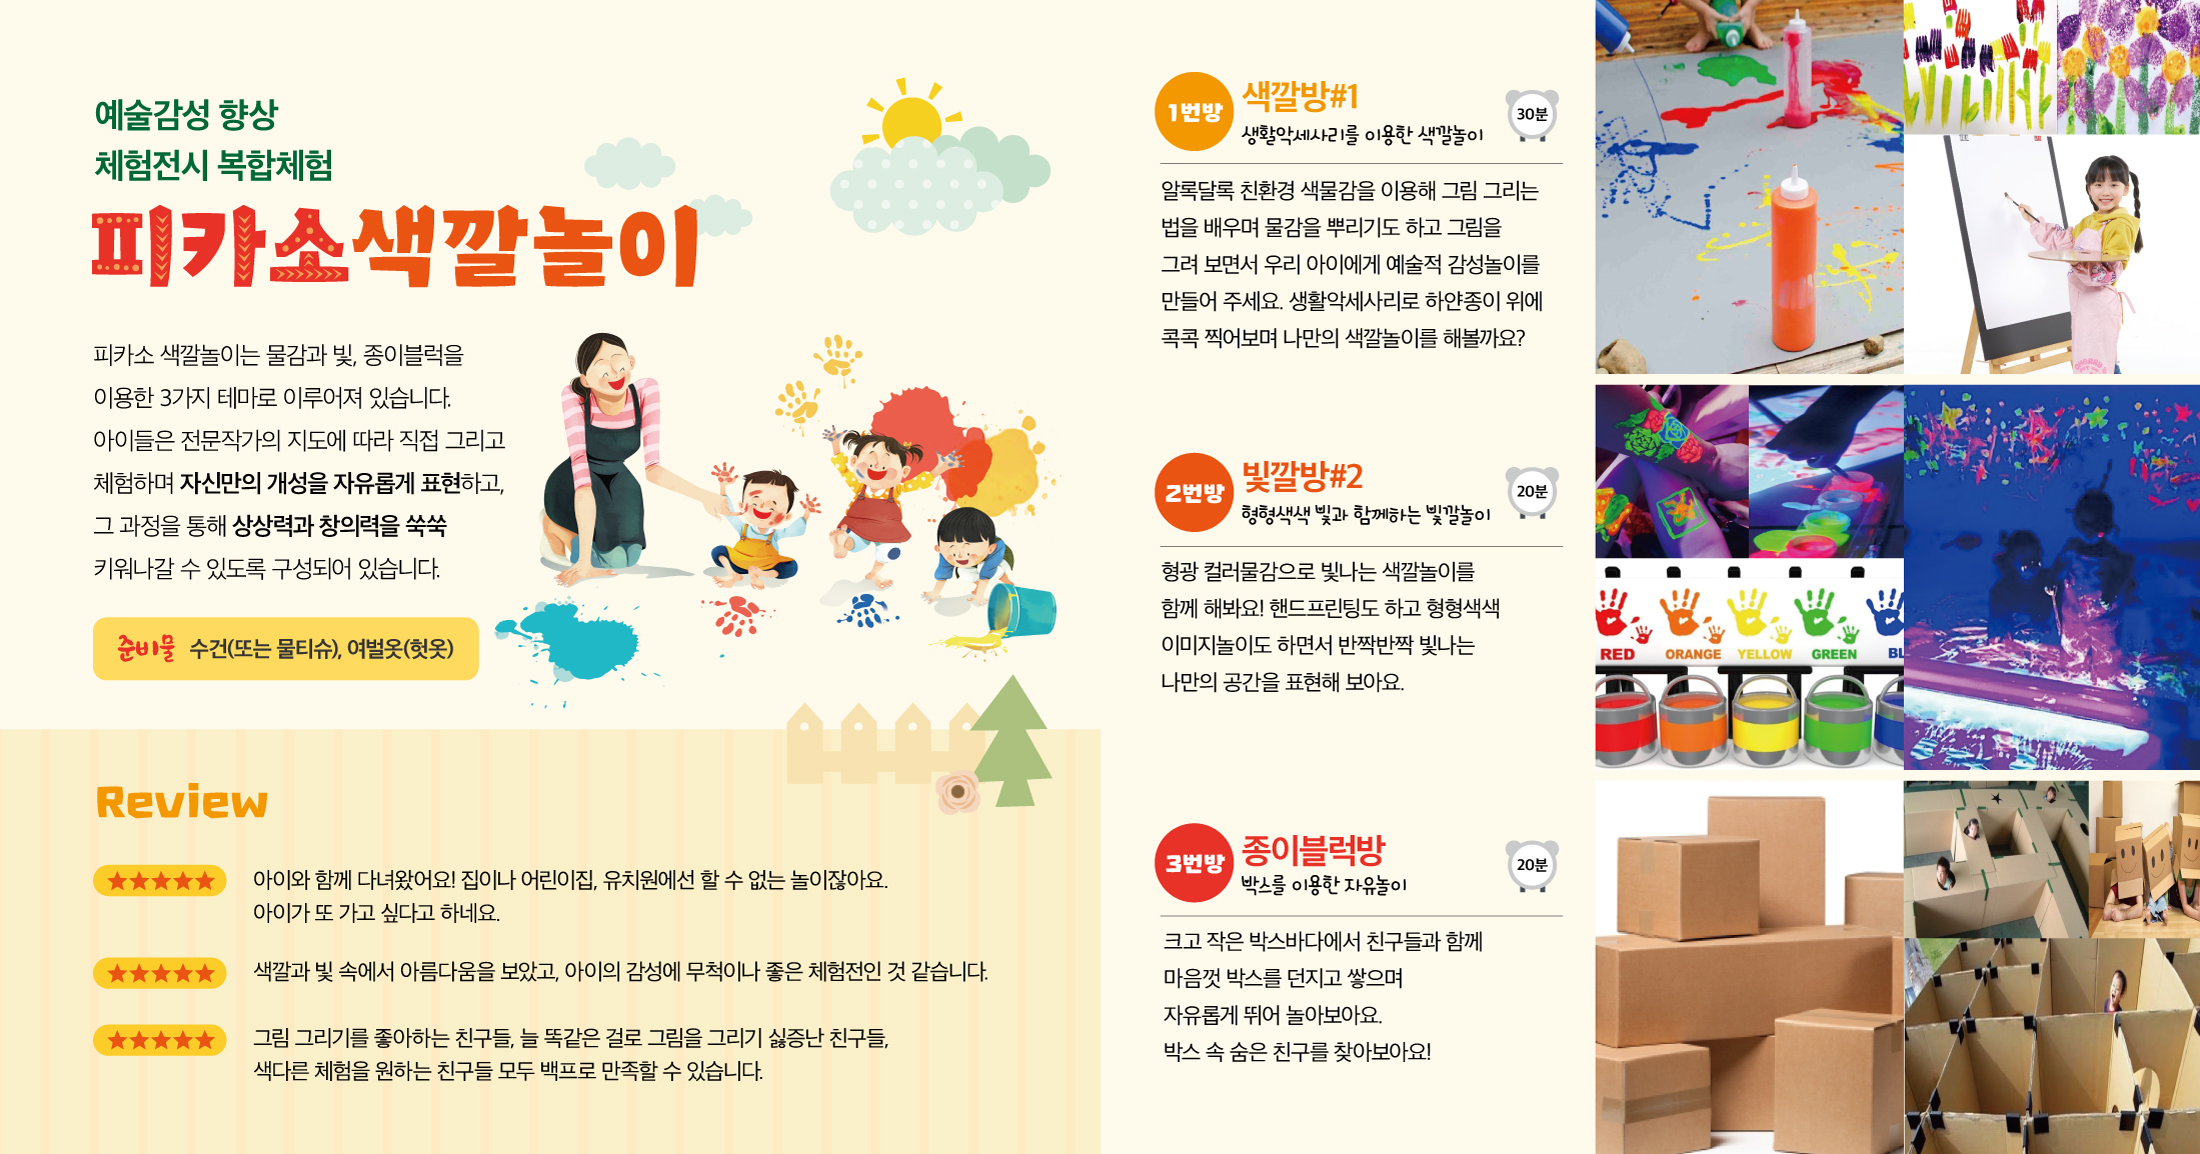 예술감성 향상
체험전시 복합체험
피카소색깔놀이
피카소 색깔놀이는 물감과 빛, 종이블럭을
이용한 3가지 테마로 이루어져 있습니다.
아이들은 전문작가의 지도에 따라 직접 그리고
체험하며 자신만의 개성을 자유롭게 표현하고,
그 과정을 통해 상상력과 창의력을 쑥쑥
키워나갈 수 있도록 구성되어 있습니다.
준비물 수건(또는 물티슈), 여벌옷(헛옷)
Review
아이와 함께 다녀왔어요! 집이나 어린이집, 유치원에선 할 수 없는 놀이잖아요.
아이가 또 가고 싶다고 하네요.
색깔과 빛 속에서 아름다움을 보았고, 아이의 감성에 무척이나 좋은 체험전인 것 같습니다.
그림 그리기를 좋아하는 친구들, 늘 똑같은 걸로 그림을 그리기 싫증난 친구들,
색다른 체험을 원하는 친구들 모두 백프로 만족할 수 있습니다.
1번방 색깔방#1
생활악세사리를 이용한 색깔놀이
30분
알록달록 친환경 색물감을 이용해 그림 그리는
법을 배우며 물감을 뿌리기도 하고 그림을
그려 보면서 우리 아이에게 예술적 감성놀이를
만들어 주세요. 생활악세사리로 하얀종이 위에
콕콕 찍어보며 나만의 색깔놀이를 해볼까요?
2번방 빛깔방#2
형형색색 빛과 함께하는 빛깔놀이
20분
형광 컬러물감으로 빛나는 색깔놀이를
함께 해봐요! 핸드프린팅도 하고 형형색색
이미지놀이도 하면서 반짝반짝 빛나는
나만의 공간을 표현해 보아요.
3번방 종이블럭방
박스를 이용한 자유놀이
20분
크고 작은 박스바다에서 친구들과 함께
마음껏 박스를 던지고 쌓으며
자유롭게 뛰어 놀아보아요.
박스 속 숨은 친구를 찾아보아요!
RED ORANGE YELLOW GREEN BL